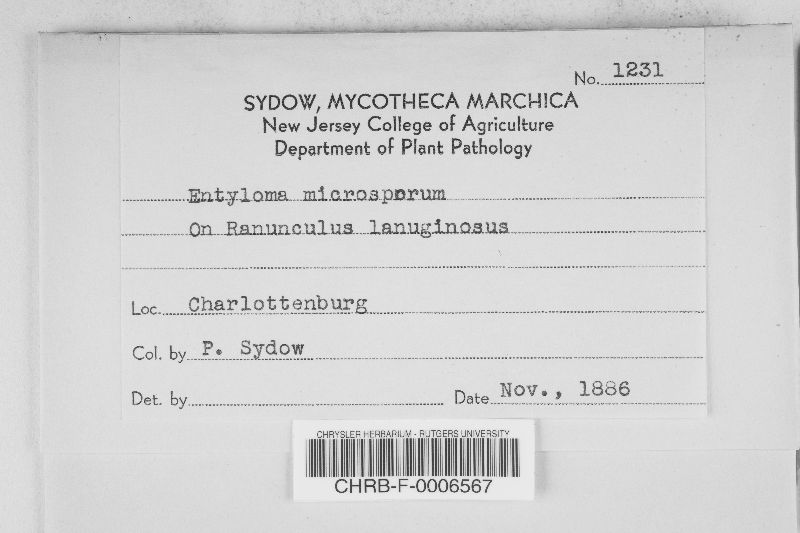 No. 1231
SYDOW, MYCOTHECA MARCHICA
New Jersey College of Agriculture
Department of Plant Pathology
Entyloma microsporum
On Ranunculus lanuginosus
Loc. Charlottenburg
Col. by P. Sydow
Det. by
Date Nov., 1886
CHRYSLER HERBARIUM - RUTGERS UNIVERSITY
CHRB-F-0006567